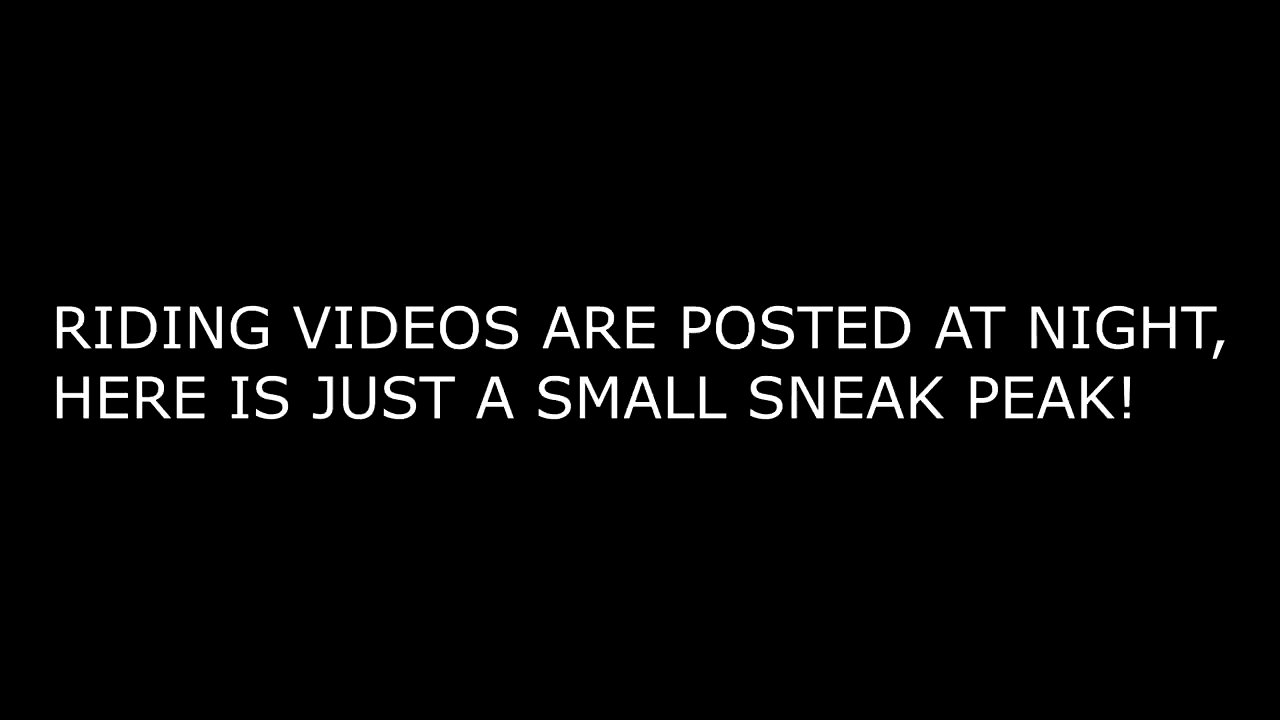 RIDING VIDEOS ARE POSTED AT NIGHT,
HERE IS JUST A SMALL SNEAK PEAK!